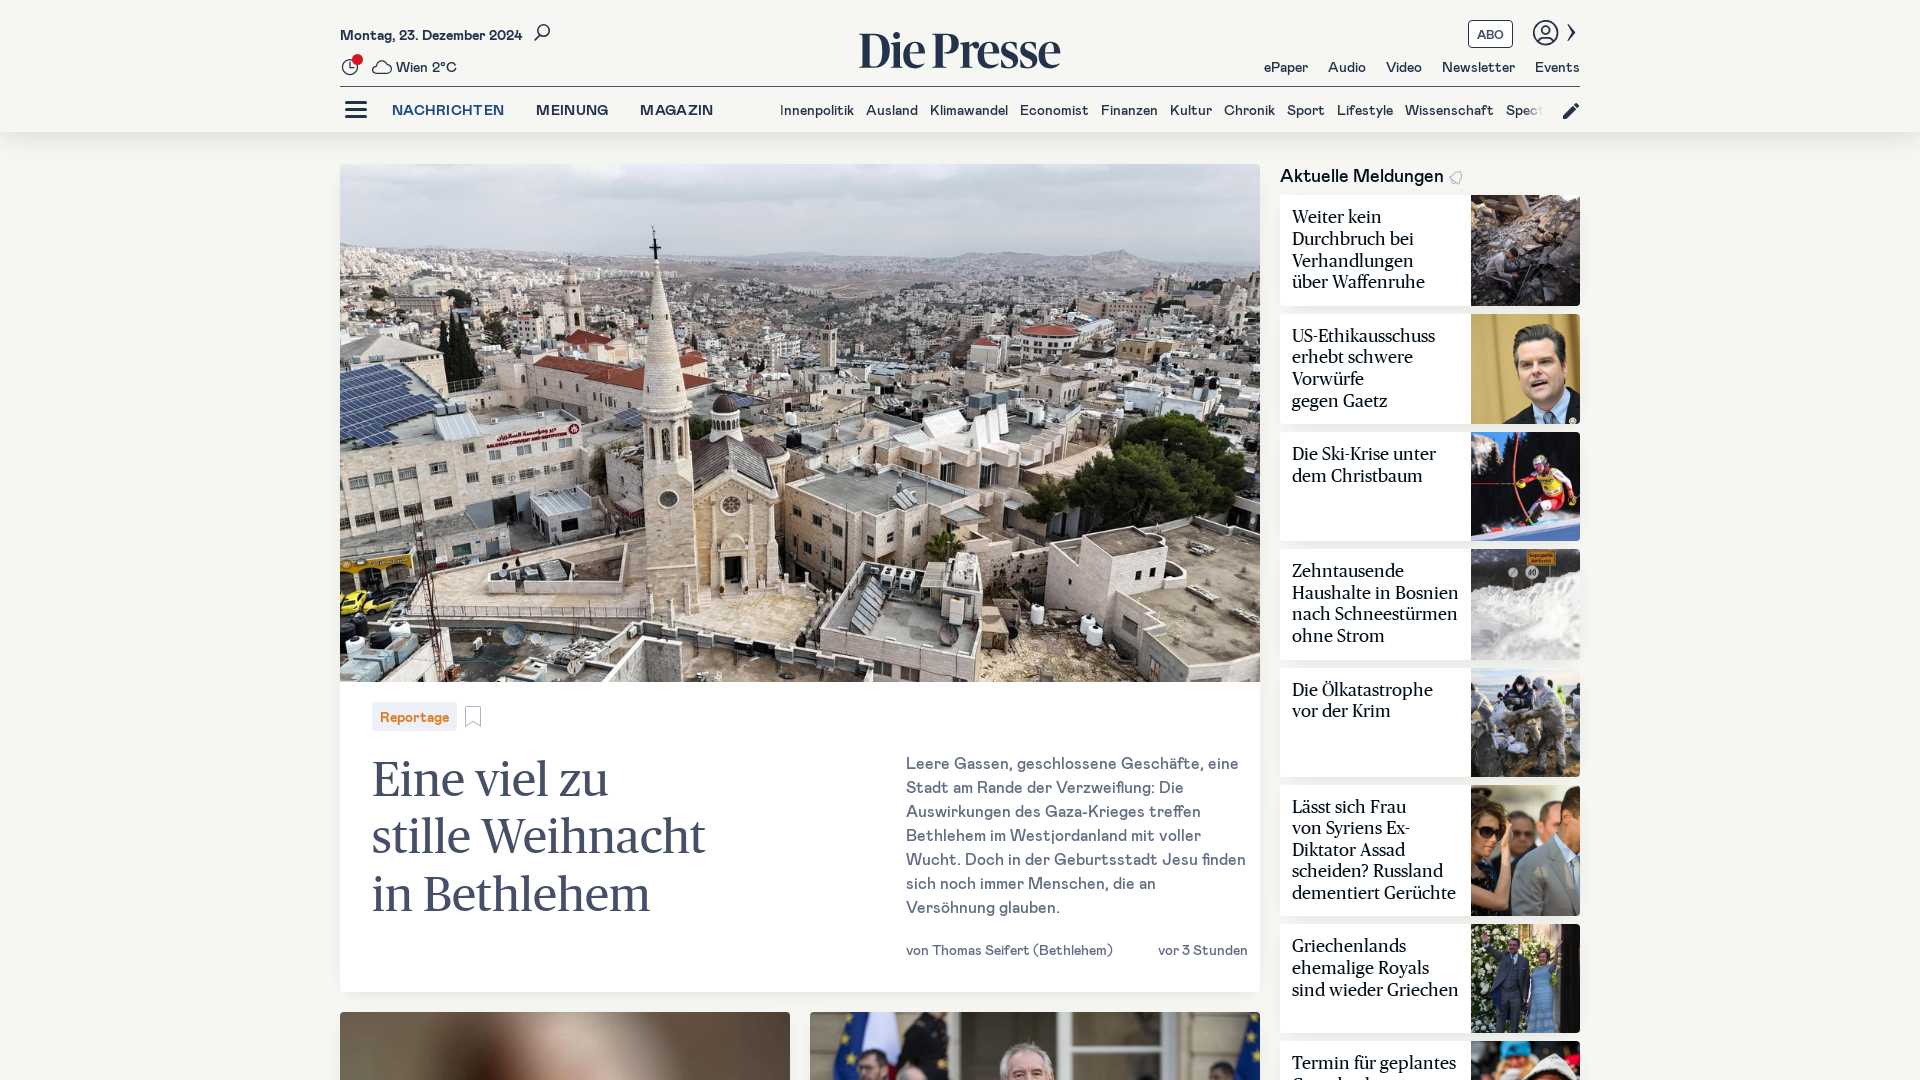 Montag, 23. Dezember 2024
Wien 2°C
Die Presse
ABO
ePaper
Audio
Video
Newsletter
Events
NACHRICHTEN
MEINUNG
MAGAZIN
Innenpolitik
Ausland
Klimawandel
Economist
Finanzen
Kultur
Chronik
Sport
Lifestyle
Wissenschaft
Spect
Reportage
Eine viel zu
stille Weihnacht
in Bethlehem
Leere Gassen, geschlossene Geschäfte, eine
Stadt am Rande der Verzweiflung: Die
Auswirkungen des Gaza-Krieges treffen
Bethlehem im Westjordanland mit voller
Wucht. Doch in der Geburtsstadt Jesu finden
sich noch immer Menschen, die an
Versöhnung glauben.
von Thomas Seifert (Bethlehem)
vor 3 Stunden
Aktuelle Meldungen
Weiter kein
Durchbruch bei
Verhandlungen
über Waffenruhe
US-Ethikausschuss
erhebt schwere
Vorwürfe
gegen Gaetz
Die Ski-Krise unter
dem Christbaum
Zehntausende
Haushalte in Bosnien
nach Schneestürmen
ohne Strom
Die Ölkatastrophe
vor der Krim
Lässt sich Frau
von Syriens Ex-
Diktator Assad
scheiden? Russland
dementiert Gerüchte
Griechenlands
ehemalige Royals
sind wieder Griechen
Termin für geplantes